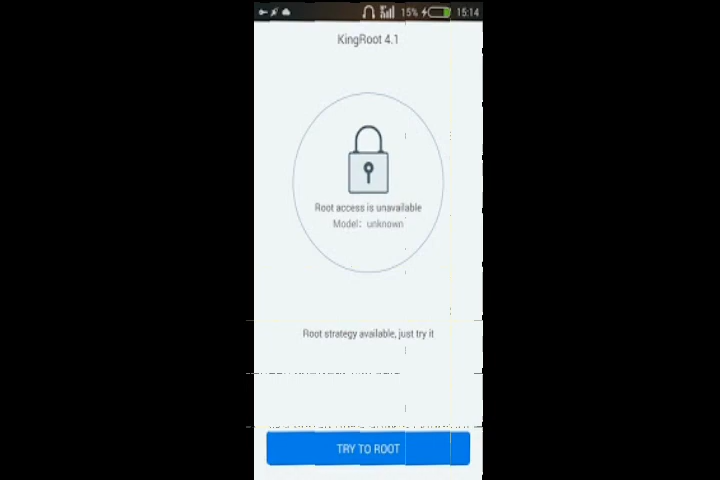 15% 15:14
KingRoot 4.1
Root access is unavailable
Model: unknown
Root strategy available, just try it
TRY TO ROOT